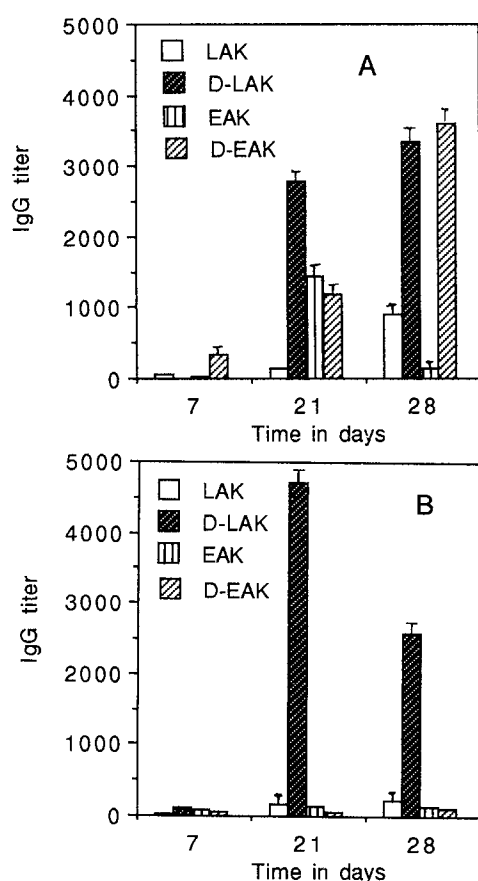 5000
4000
3000
2000
1000
0
IgG titer
LAK
D-LAK
EAK
D-EAK
A
7 21 28
Time in days
5000
4000
3000
2000
1000
0
IgG titer
LAK
D-LAK
EAK
D-EAK
B
7 21 28
Time in days